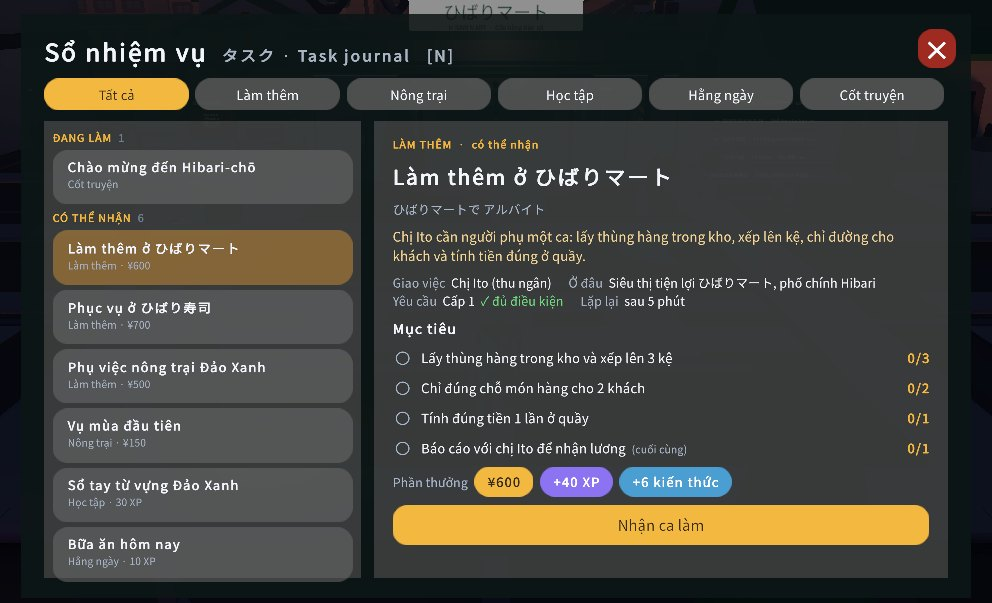 ひばりマート
Sổ nhiệm vụ タスク · Task journal [N]
Tất cả
Làm thêm
Nông trại
Học tập
Hằng ngày
Cốt truyện
ĐANG LÀM 1
Chào mừng đến Hibari-chō
Cốt truyện
CÓ THỂ NHẬN 6
Làm thêm ở ひばりマート
Làm thêm · ¥600
Phục vụ ở ひばり寿司
Làm thêm · ¥700
Phụ việc nông trại Đảo Xanh
Làm thêm · ¥500
Vụ mùa đầu tiên
Nông trại · ¥150
Sổ tay từ vựng Đảo Xanh
Học tập · 30 XP
Bữa ăn hôm nay
Hằng ngày · 10 XP
LÀM THÊM · có thể nhận
Làm thêm ở ひばりマート
ひばりマートで アルバイト
Chị Ito cần người phụ một ca: lấy thùng hàng trong kho, xếp lên kệ, chỉ đường cho
khách và tính tiền đúng ở quầy.
Giao việc Chị Ito (thu ngân) Ở đâu Siêu thị tiện lợi ひばりマート, phố chính Hibari
Yêu cầu Cấp 1 ✓ đủ điều kiện Lặp lại sau 5 phút
Mục tiêu
Lấy thùng hàng trong kho và xếp lên 3 kệ 0/3
Chỉ đúng chỗ món hàng cho 2 khách 0/2
Tính đúng tiền 1 lần ở quầy 0/1
Báo cáo với chị Ito để nhận lương (cuối cùng) 0/1
Phần thưởng ¥600 +40 XP +6 kiến thức
Nhận ca làm